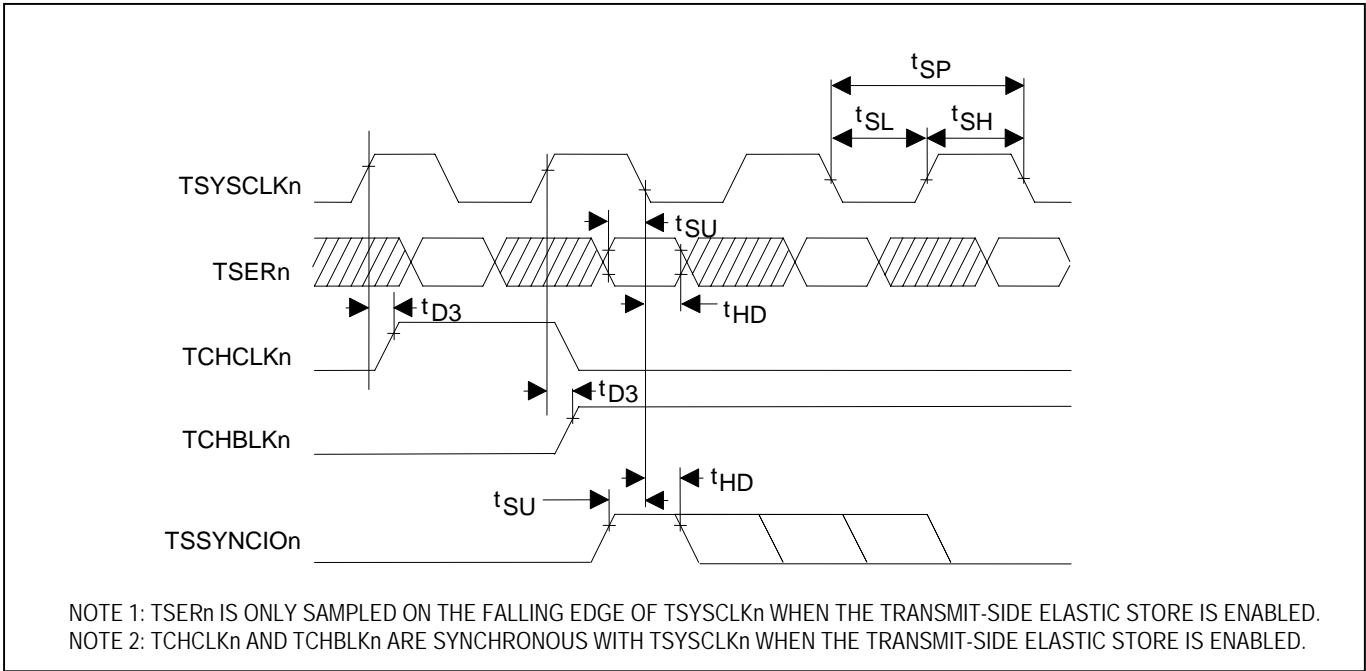 tSP
tSL tSH
TSYSCLKn
tSU
TSERn
tD3 tHD
TCHCLKn
tD3
TCHBLKn
tHD
tSU
TSSYNCIOn
NOTE 1: TSERn IS ONLY SAMPLED ON THE FALLING EDGE OF TSYSCLKn WHEN THE TRANSMIT-SIDE ELASTIC STORE IS ENABLED.
NOTE 2: TCHCLKn AND TCHBLKn ARE SYNCHRONOUS WITH TSYSCLKn WHEN THE TRANSMIT-SIDE ELASTIC STORE IS ENABLED.